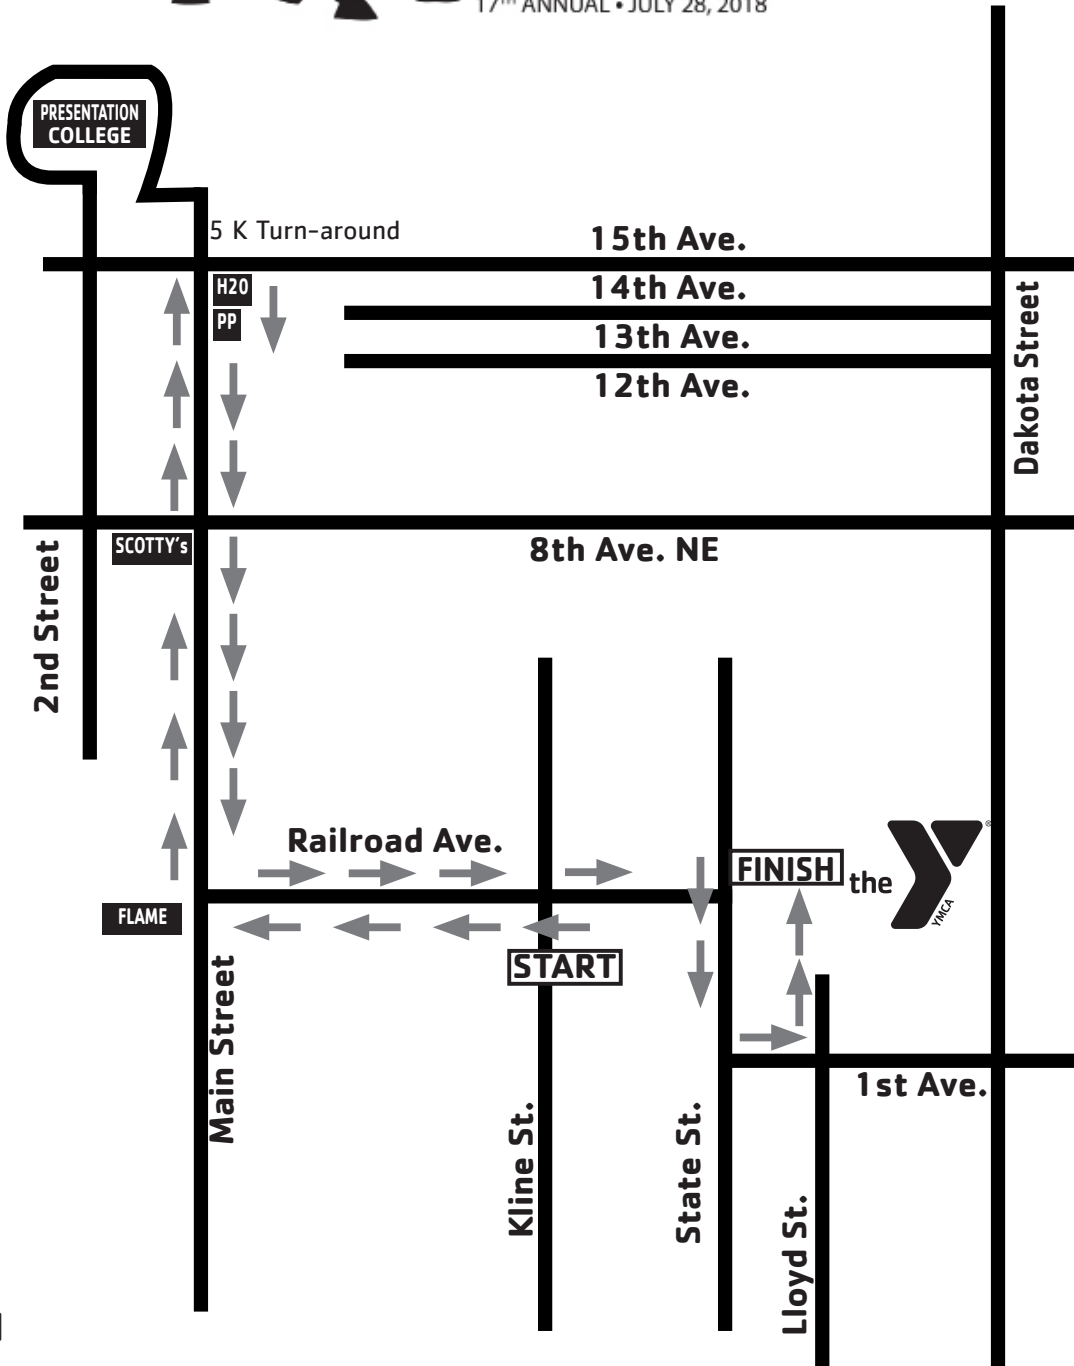 17th ANNUAL • JULY 28, 2018
PRESENTATION
COLLEGE
5 K Turn-around
15th Ave.
H20
14th Ave.
PP
13th Ave.
12th Ave.
Dakota Street
SCOTTY's
8th Ave. NE
2nd Street
Railroad Ave.
FINISH
the
YMCA
®
FLAME
START
Main Street
1st Ave.
Kline St.
State St.
Lloyd St.